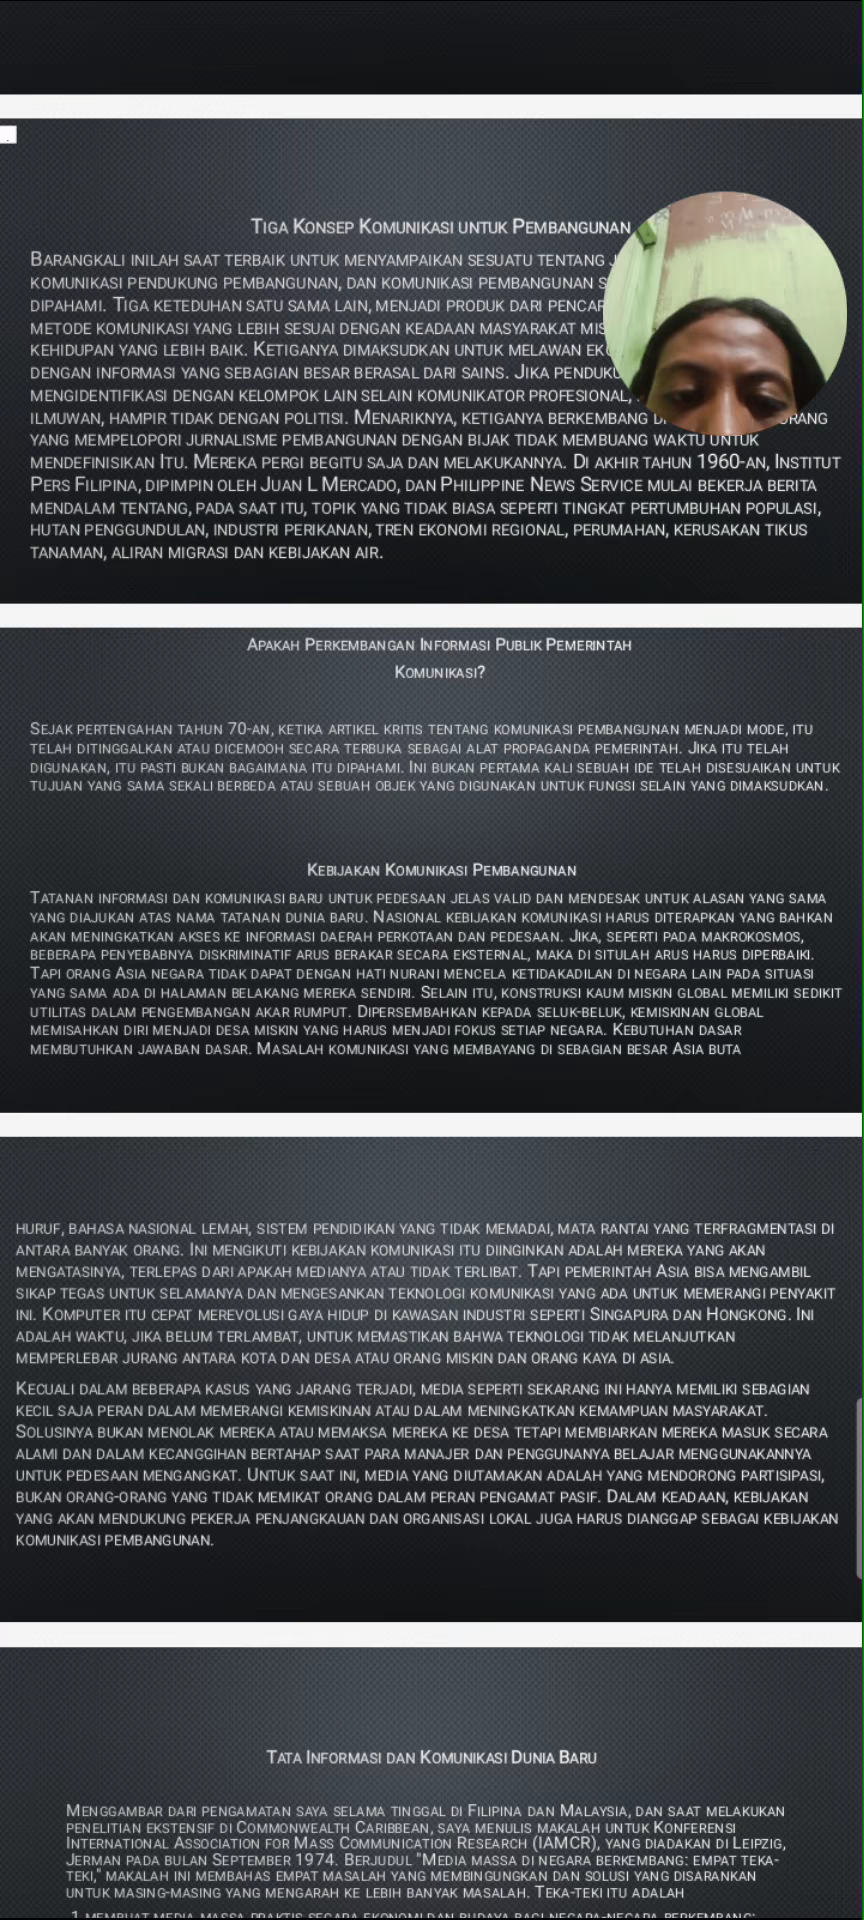 Tiga Konsep Komunikasi untuk Pembangunan
Barangkali inilah saat terbaik untuk menyampaikan sesuatu tentang
komunikasi pendukung pembangunan, dan komunikasi pembangunan
dipahami. Tiga keteduhan satu sama lain, menjadi produk dari
metode komunikasi yang lebih sesuai dengan keadaan masyarakat
kehidupan yang lebih baik. Ketiganya dimaksudkan untuk melawan
dengan informasi yang sebagian besar berasal dari sains. Jika
mengidentifikasi dengan kelompok lain selain komunikator profesional,
ilmuwan, hampir tidak dengan politisi. Menariknya, ketiganya berkembang
yang mempelopori jurnalisme pembangunan dengan bijak tidak membuang waktu untuk
mendefinisikan Itu. Mereka pergi begitu saja dan melakukannya. Di akhir tahun 1960-an, Institut
Pers Filipina, dipimpin oleh Juan L Mercado, dan Philippine News Service mulai bekerja berita
mendalam tentang, pada saat itu, topik yang tidak biasa seperti tingkat pertumbuhan populasi,
hutan penggundulan, industri perikanan, tren ekonomi regional, perumahan, kerusakan tikus
tanaman, aliran migrasi dan kebijakan air.
Apakah Perkembangan Informasi Publik Pemerintah
Komunikasi?
Sejak pertengahan tahun 70-an, ketika artikel kritis tentang komunikasi pembangunan menjadi mode, itu
telah ditinggalkan atau dicemooh secara terbuka sebagai alat propaganda pemerintah. Jika itu telah
digunakan, itu pasti bukan bagaimana itu dipahami. Ini bukan pertama kali sebuah ide telah disesuaikan untuk
tujuan yang sama sekali berbeda atau sebuah objek yang digunakan untuk fungsi selain yang dimaksudkan.
Kebijakan Komunikasi Pembangunan
Tatanan informasi dan komunikasi baru untuk pedesaan jelas valid dan mendesak untuk alasan yang sama
yang diajukan atas nama tatanan dunia baru. Nasional kebijakan komunikasi harus diterapkan yang bahkan
akan meningkatkan akses ke informasi daerah perkotaan dan pedesaan. Jika, seperti pada makrokosmos,
beberapa penyebabnya diskriminatif arus berakar secara eksternal, maka di situlah arus harus diperbaiki.
Tapi orang Asia negara tidak dapat dengan hati nurani mencela ketidakadilan di negara lain pada situasi
yang sama ada di halaman belakang mereka sendiri. Selain itu, konstruksi kaum miskin global memiliki sedikit
utilitas dalam pengembangan akar rumput. Dipersembahkan kepada seluk-beluk, kemiskinan global
memisahkan diri menjadi desa miskin yang harus menjadi fokus setiap negara. Kebutuhan dasar
membutuhkan jawaban dasar. Masalah komunikasi yang membayang di sebagian besar Asia buta
huruf, bahasa nasional lemah, sistem pendidikan yang tidak memadai, mata rantai yang terfragmentasi di
antara banyak orang. Ini mengikuti kebijakan komunikasi itu diinginkan adalah mereka yang akan
mengatasinya, terlepas dari apakah medianya atau tidak terlibat. Tapi pemerintah Asia bisa mengambil
sikap tegas untuk selamanya dan mengesankan teknologi komunikasi yang ada untuk memerangi penyakit
ini. Komputer itu cepat merevolusi gaya hidup di kawasan industri seperti Singapura dan Hongkong. Ini
adalah waktu, jika belum terlambat, untuk memastikan bahwa teknologi tidak melanjutkan
memperlebar jurang antara kota dan desa atau orang miskin dan orang kaya di asia.
Kecuali dalam beberapa kasus yang jarang terjadi, media seperti sekarang ini hanya memiliki sebagian
kecil saja peran dalam memerangi kemiskinan atau dalam meningkatkan kemampuan masyarakat.
Solusinya bukan menolak mereka atau memaksa mereka ke desa tetapi membiarkan mereka masuk secara
alami dan dalam kecanggihan bertahap saat para manajer dan penggunanya belajar menggunakannya
untuk pedesaan mengangkat. Untuk saat ini, media yang diutamakan adalah yang mendorong partisipasi,
bukan orang-orang yang tidak memikat orang dalam peran pengamat pasif. Dalam keadaan, kebijakan
yang akan mendukung pekerja penjangkauan dan organisasi lokal juga harus dianggap sebagai kebijakan
komunikasi pembangunan.
Tata Informasi dan Komunikasi Dunia Baru
Menggambar dari pengamatan saya selama tinggal di Filipina dan Malaysia, dan saat melakukan
penelitian ekstensif di Commonwealth Caribbean, saya menulis makalah untuk Konferensi
International Association for Mass Communication Research (IAMCR), yang diadakan di Leipzig,
Jerman pada bulan September 1974. Berjudul "Media massa di negara berkembang: empat teka-
teki," makalah ini membahas empat masalah yang membingungkan dan solusi yang disarankan
untuk masing-masing yang mengarah ke lebih banyak masalah. Teka-teki itu adalah
1 membuat media massa praktis secara ekonomi dan budaya bagi negara-negara berkembang;